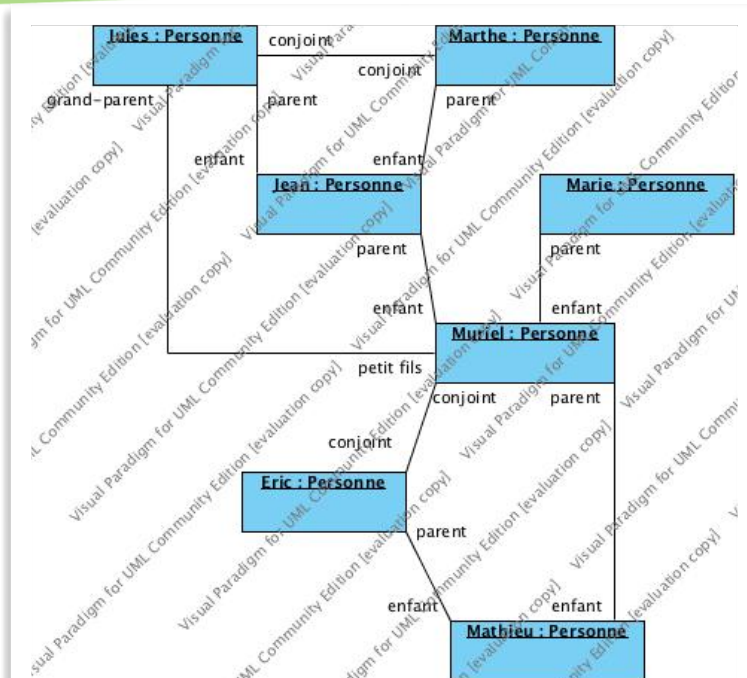 Jules : Personne
conjoint
Marthe : Personne
conjoint
grand-parent
parent
parent
enfant
enfant
Jean : Personne
Marie : Personne
parent
parent
enfant
enfant
Muriel : Personne
petit fils
conjoint
parent
conjoint
Eric : Personne
parent
enfant
enfant
Mathieu : Personne
Visual Paradigm for UML Community Edition [evaluation copy]